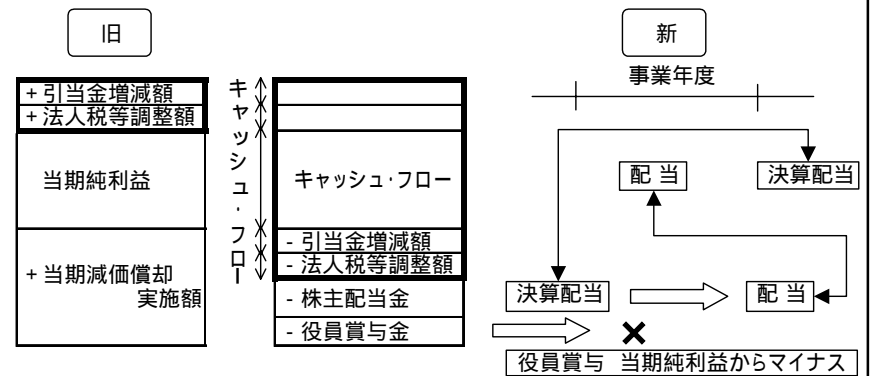 旧
+ 引当金増減額
+ 法人税等調整額
当期純利益
+ 当期減価償却
実施額
キャッシュ・フロー
キャッシュ・フロー
- 引当金増減額
- 法人税等調整額
- 株主配当金
- 役員賞与金
新
事業年度
配 当
決算配当
決算配当
配 当
役員賞与 当期純利益からマイナス